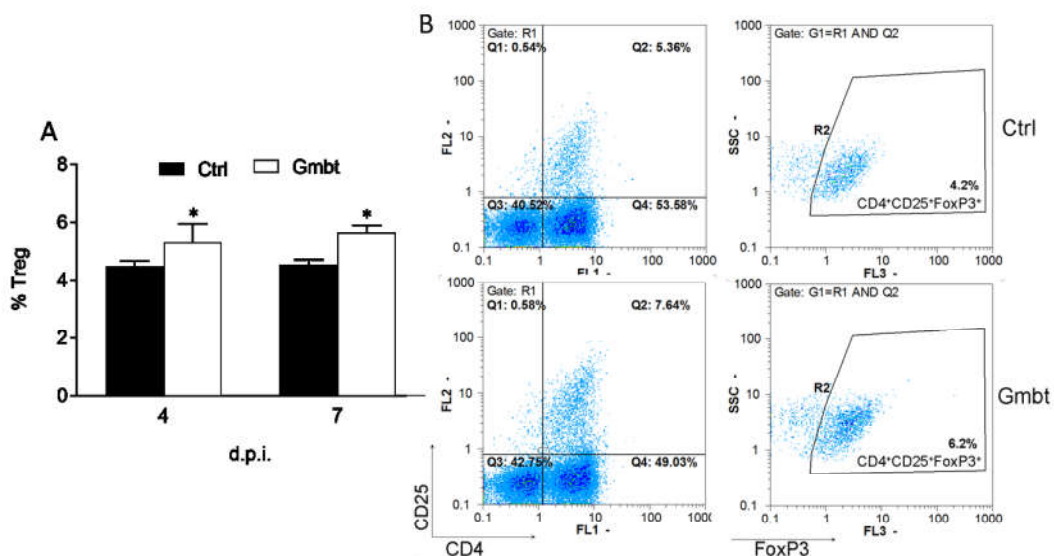 A
Ctrl Gmbt
% Treg
8
6
4
2
0
* *
4 7
d.p.i.
B
Gate: R1
Q1: 0.54% Q2: 5.36%
Q3: 40.52% Q4: 53.58%
FL2 -
1000
100
10
1
0.1
0.1 1 10 100 1000
FL1 -
Gate: G1=R1 AND Q2
SSC -
1000
100
10
1
0.1
R2
4.2%
CD4⁺CD25⁺FoxP3⁺
0.1 1 10 100 1000
FL3 -
Ctrl
Gate: R1
Q1: 0.58% Q2: 7.64%
Q3: 42.75% Q4: 49.03%
FL2 -
1000
100
10
1
0.1
0.1 1 10 100 1000
FL1 -
CD25
CD4
Gate: G1=R1 AND Q2
SSC -
1000
100
10
1
0.1
R2
6.2%
CD4⁺CD25⁺FoxP3⁺
0.1 1 10 100 1000
FL3 -
FoxP3
Gmbt